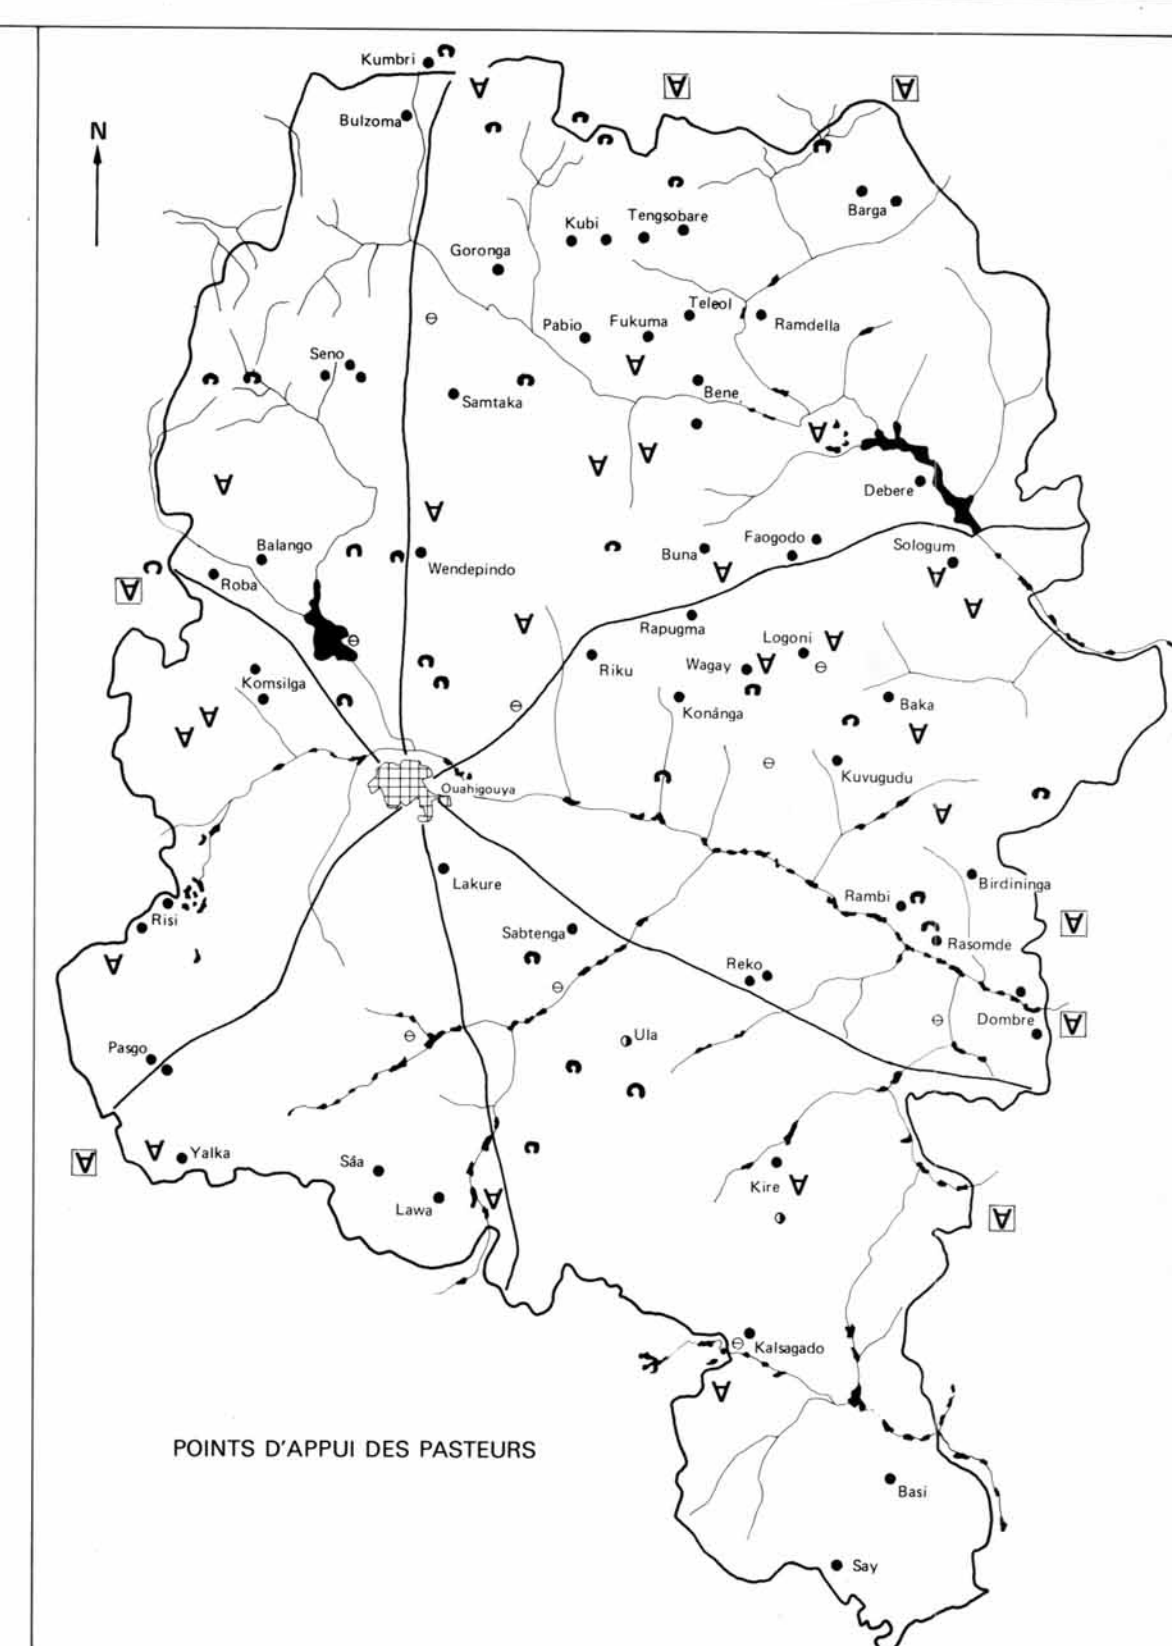 Kumbri
N
Bulzoma
Barga
Kubi
Tengsobare
Goronga
Teleol
Pabio
Fukuma
Ramdella
Seno
Samtaka
Bene
Debere
Balango
Buna
Faogodo
Sologum
Roba
Wendepindo
Rapugma
Logoni
Riku
Wagay
Komsilga
Konânga
Baka
Kuvugudu
Ouahigouya
Lakure
Birdininga
Rambi
Risi
Sabtenga
Rasomde
Reko
Dombre
Ula
Pasgo
Yalka
Sâa
Kire
Lawa
Kalsagado
POINTS D'APPUI DES PASTEURS
Basi
Say